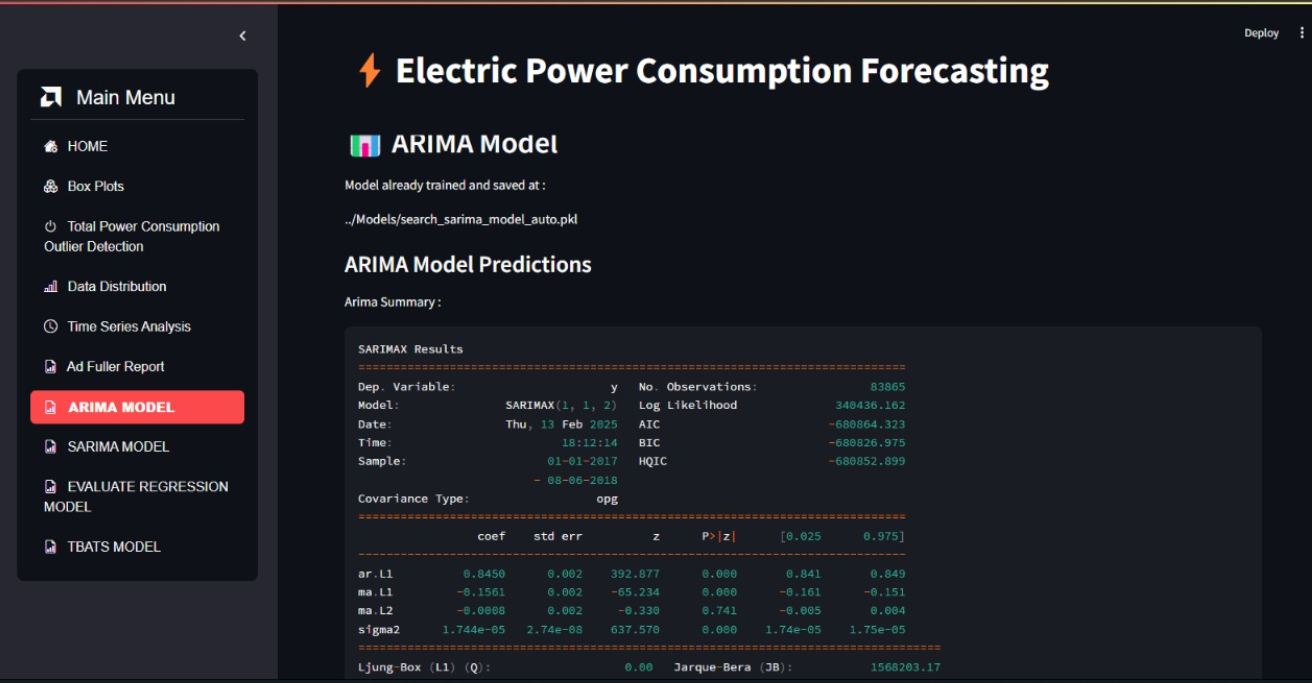 Deploy
Main Menu
HOME
Box Plots
Total Power Consumption
Outlier Detection
Data Distribution
Time Series Analysis
Ad Fuller Report
ARIMA MODEL
SARIMA MODEL
EVALUATE REGRESSION
MODEL
TBATS MODEL
Electric Power Consumption Forecasting
ARIMA Model
Model already trained and saved at :
../Models/search_sarima_model_auto.pkl
ARIMA Model Predictions
Arima Summary :
SARIMAX Results
==============================================================================
Dep. Variable: y No. Observations: 83865
Model: SARIMAX(1, 1, 2) Log Likelihood 340436.162
Date: Thu, 13 Feb 2025 AIC -680864.323
Time: 18:12:14 BIC -680826.975
Sample: 01-01-2017 HQIC -680852.899
- 08-06-2018
Covariance Type: opg
==============================================================================
coef std err z P>|z| [0.025 0.975]
------------------------------------------------------------------------------
ar.L1 0.8450 0.002 392.877 0.000 0.841 0.849
ma.L1 -0.1561 0.002 -65.234 0.000 -0.161 -0.151
ma.L2 -0.0008 0.002 -0.330 0.741 -0.005 0.004
sigma2 1.744e-05 2.74e-08 637.570 0.000 1.74e-05 1.75e-05
===================================================================================
Ljung-Box (L1) (Q): 0.00 Jarque-Bera (JB): 1568203.17